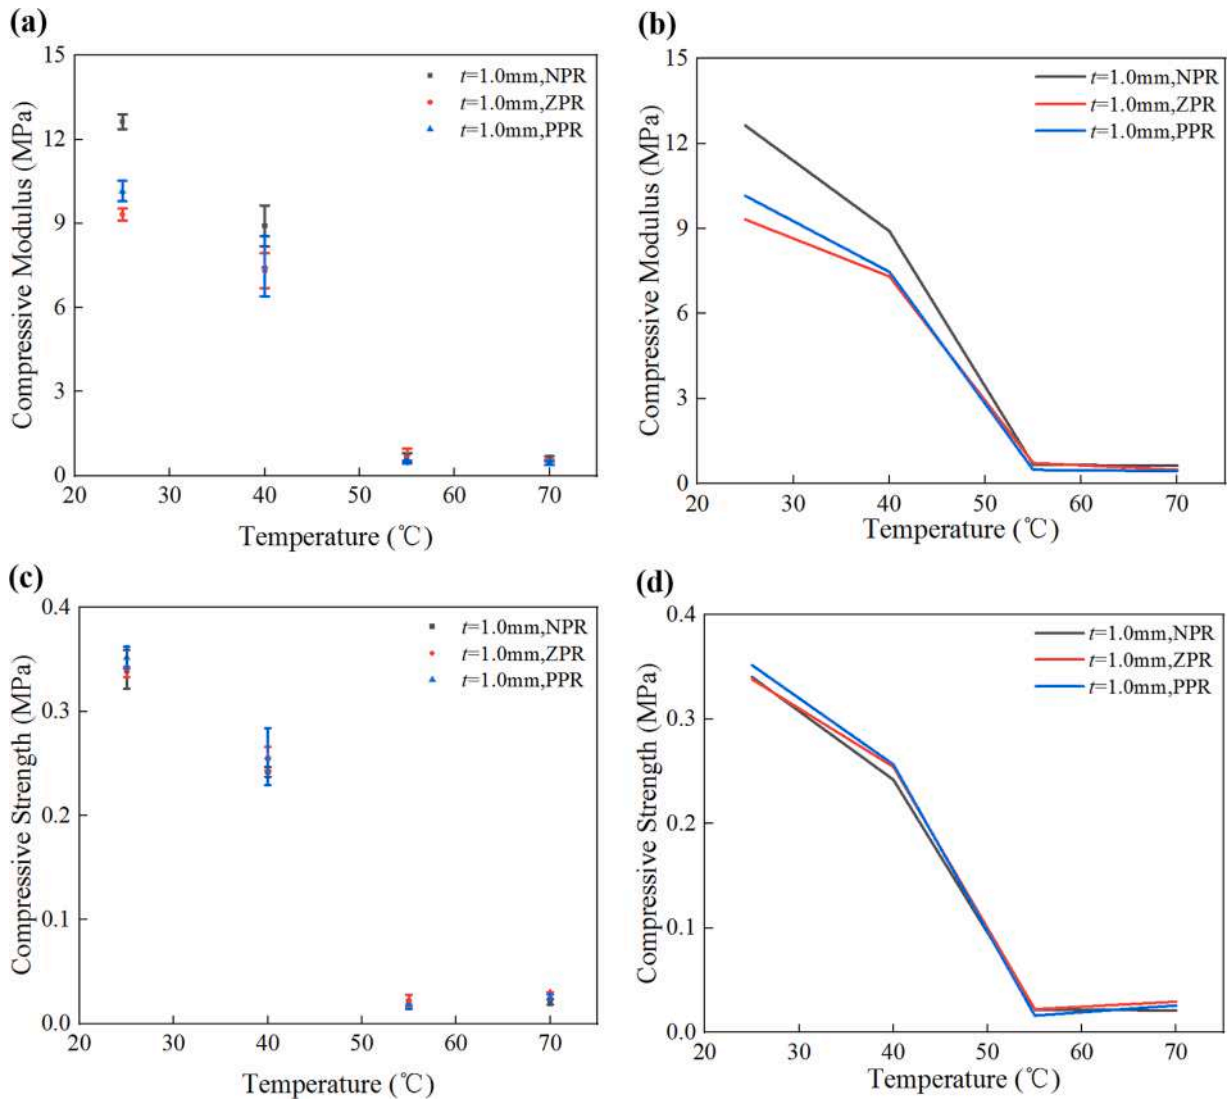 (a)
15
12
9
6
3
0
20 30 40 50 60 70
Compressive Modulus (MPa)
Temperature (℃)
t=1.0mm,NPR
t=1.0mm,ZPR
t=1.0mm,PPR
(b)
15
12
9
6
3
0
20 30 40 50 60 70
Compressive Modulus (MPa)
Temperature (℃)
t=1.0mm,NPR
t=1.0mm,ZPR
t=1.0mm,PPR
(c)
0.4
0.3
0.2
0.1
0.0
20 30 40 50 60 70
Compressive Strength (MPa)
Temperature (℃)
t=1.0mm,NPR
t=1.0mm,ZPR
t=1.0mm,PPR
(d)
0.4
0.3
0.2
0.1
0.0
20 30 40 50 60 70
Compressive Strength (MPa)
Temperature (℃)
t=1.0mm,NPR
t=1.0mm,ZPR
t=1.0mm,PPR